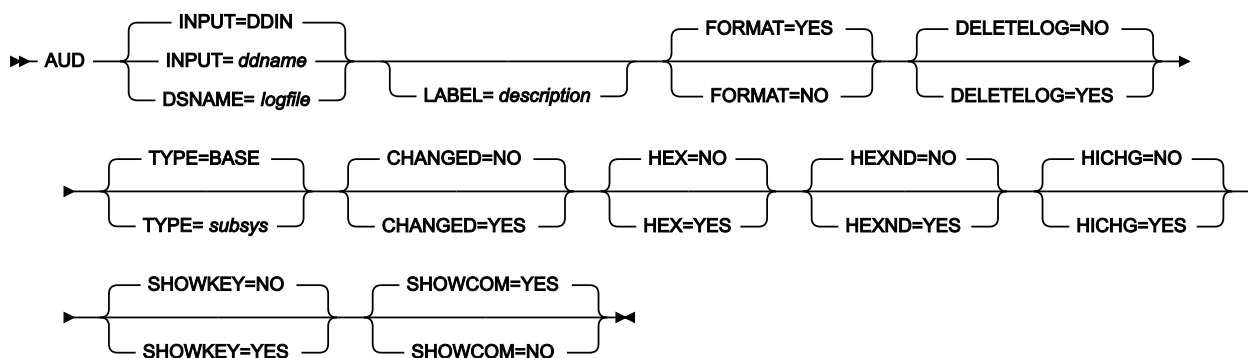 INPUT=DDIN
FORMAT=YES
DELETELOG=NO
AUD
INPUT= ddname
DSNAME= logfile
LABEL= description
FORMAT=NO
DELETELOG=YES
TYPE=BASE
CHANGED=NO
HEX=NO
HEXND=NO
HICHG=NO
TYPE= subsys
CHANGED=YES
HEX=YES
HEXND=YES
HICHG=YES
SHOWKEY=NO
SHOWCOM=YES
SHOWKEY=YES
SHOWCOM=NO